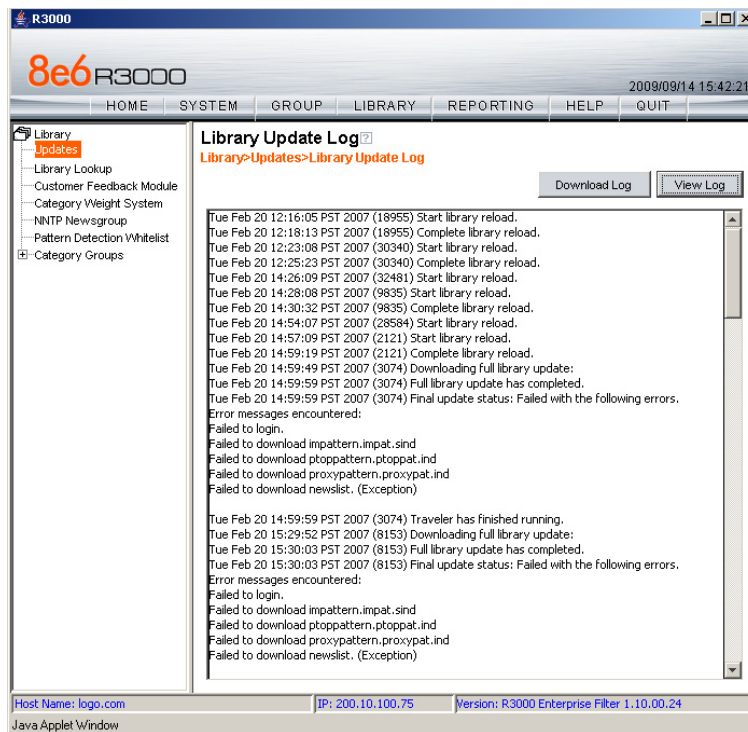 R3000
8e6 R3000
2009/09/14 15:42:21
HOME SYSTEM GROUP LIBRARY REPORTING HELP QUIT
Library
Updates
Library Lookup
Customer Feedback Module
Category Weight System
NNTP Newsgroup
Pattern Detection Whitelist
Category Groups
Library Update Log
Library>Updates>Library Update Log
Download Log
View Log
Tue Feb 20 12:16:05 PST 2007 (18955) Start library reload.
Tue Feb 20 12:18:13 PST 2007 (18955) Complete library reload.
Tue Feb 20 12:23:08 PST 2007 (30340) Start library reload.
Tue Feb 20 12:25:23 PST 2007 (30340) Complete library reload.
Tue Feb 20 14:26:09 PST 2007 (32481) Start library reload.
Tue Feb 20 14:28:08 PST 2007 (9835) Start library reload.
Tue Feb 20 14:30:32 PST 2007 (9835) Complete library reload.
Tue Feb 20 14:54:07 PST 2007 (28584) Start library reload.
Tue Feb 20 14:57:09 PST 2007 (2121) Start library reload.
Tue Feb 20 14:59:19 PST 2007 (2121) Complete library reload.
Tue Feb 20 14:59:49 PST 2007 (3074) Downloading full library update:
Tue Feb 20 14:59:59 PST 2007 (3074) Full library update has completed.
Tue Feb 20 14:59:59 PST 2007 (3074) Final update status: Failed with the following errors.
Error messages encountered:
Failed to login.
Failed to download impattern.impat.sind
Failed to download ptoppattern.ptoppat.ind
Failed to download proxypattern.proxypat.ind
Failed to download newslist. (Exception)
Tue Feb 20 14:59:59 PST 2007 (3074) Traveler has finished running.
Tue Feb 20 15:29:52 PST 2007 (8153) Downloading full library update:
Tue Feb 20 15:30:03 PST 2007 (8153) Full library update has completed.
Tue Feb 20 15:30:03 PST 2007 (8153) Final update status: Failed with the following errors.
Error messages encountered:
Failed to login.
Failed to download impattern.impat.sind
Failed to download ptoppattern.ptoppat.ind
Failed to download proxypattern.proxypat.ind
Failed to download newslist. (Exception)
Host Name: logo.com
IP: 200.10.100.75
Version: R3000 Enterprise Filter 1.10.00.24
Java Applet Window